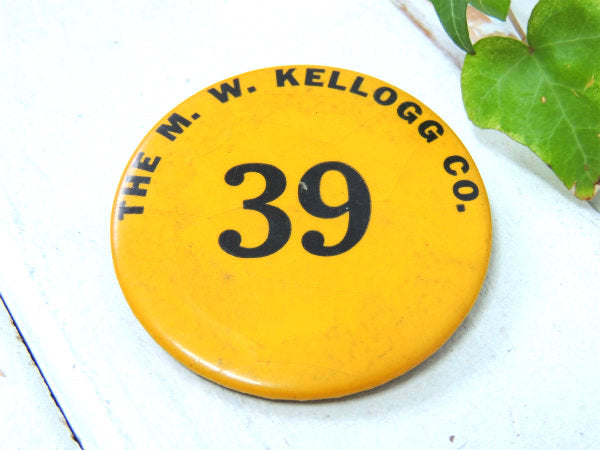 THE M. W. KELLOGG CO.
39